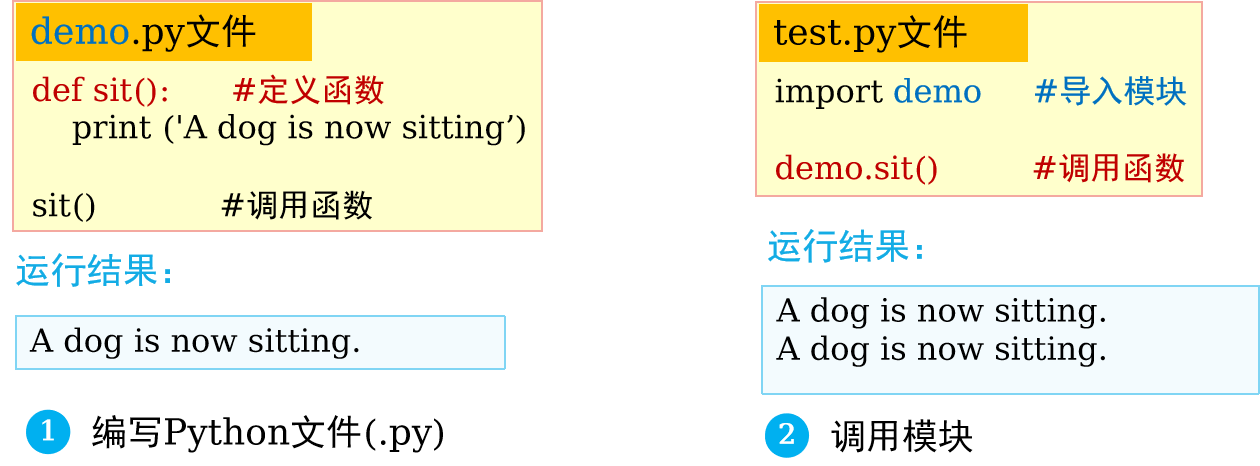 demo.py文件
def sit(): #定义函数
print ('A dog is now sitting’)
sit() #调用函数
运行结果：
A dog is now sitting.
1 编写Python文件(.py)
test.py文件
import demo #导入模块
demo.sit() #调用函数
运行结果：
A dog is now sitting.
A dog is now sitting.
2 调用模块